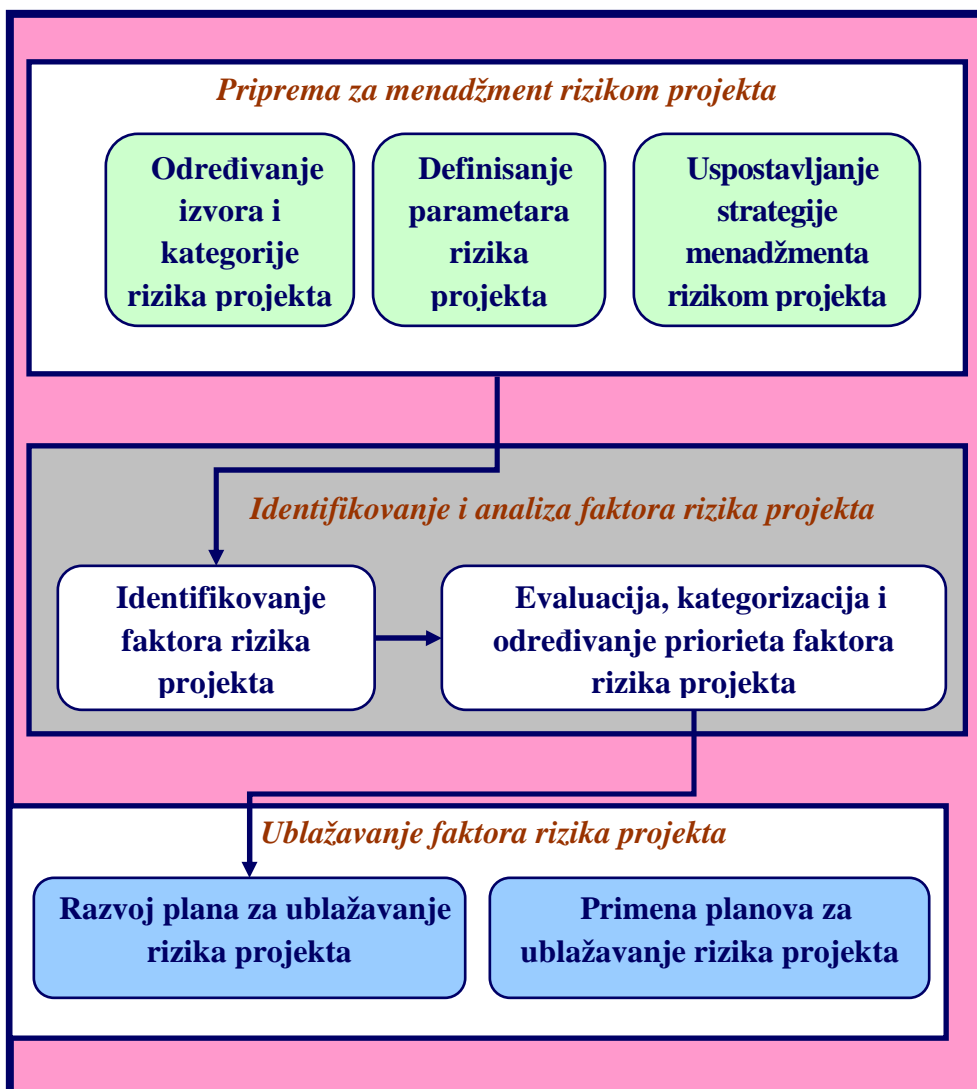 Priprema za menadžment rizikom projekta
Određivanje
izvora i
kategorije
rizika projekta
Definisanje
parametara
rizika
projekta
Uspostavljanje
strategije
menadžmenta
rizikom projekta
Identifikovanje i analiza faktora rizika projekta
Identifikovanje
faktora rizika
projekta
Evaluacija, kategorizacija i
određivanje priorieta faktora
rizika projekta
Ublažavanje faktora rizika projekta
Razvoj plana za ublažavanje
rizika projekta
Primena planova za
ublažavanje rizika projekta